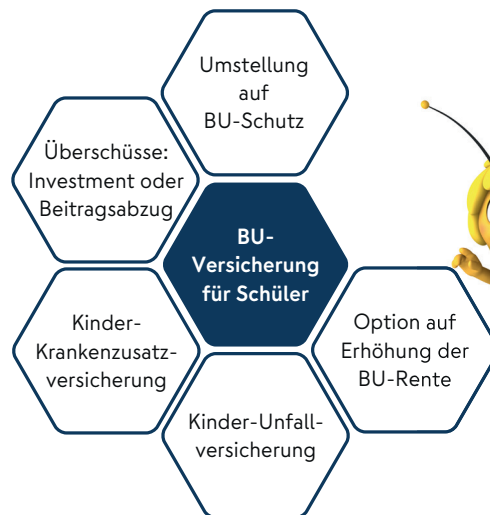 Umstellung
auf
BU-Schutz
Überschüsse:
Investment oder
Beitragsabzug
BU-
Versicherung
für Schüler
Kinder-
Krankenzusatz-
versicherung
Option auf
Erhöhung der
BU-Rente
Kinder-Unfall-
versicherung